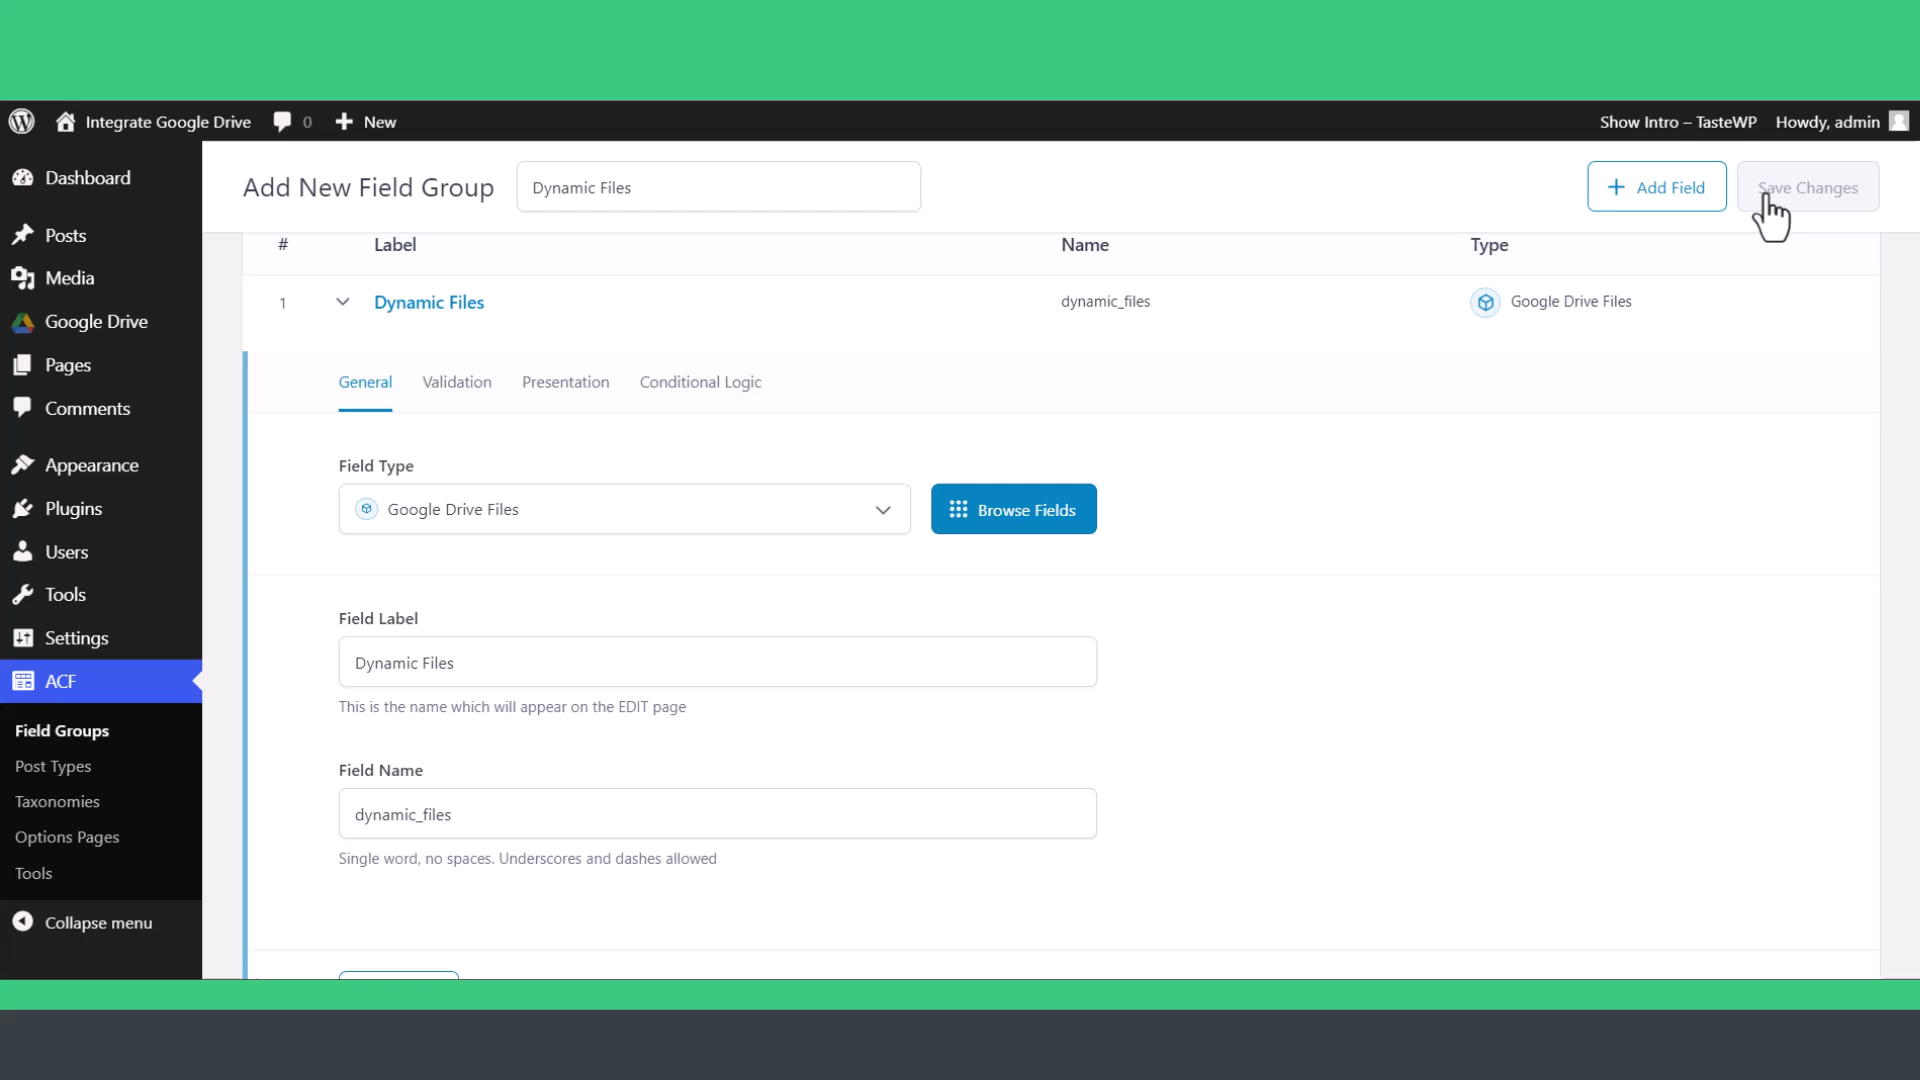 Integrate Google Drive
0
New
Show Intro – TasteWP
Howdy, admin
Dashboard
Posts
Media
Google Drive
Pages
Comments
Appearance
Plugins
Users
Tools
Settings
ACF
Field Groups
Post Types
Taxonomies
Options Pages
Tools
Collapse menu
Add New Field Group
Dynamic Files
+ Add Field
Save Changes
# Label Name Type
1 Dynamic Files dynamic_files Google Drive Files
General Validation Presentation Conditional Logic
Field Type
Google Drive Files
Browse Fields
Field Label
Dynamic Files
This is the name which will appear on the EDIT page
Field Name
dynamic_files
Single word, no spaces. Underscores and dashes allowed